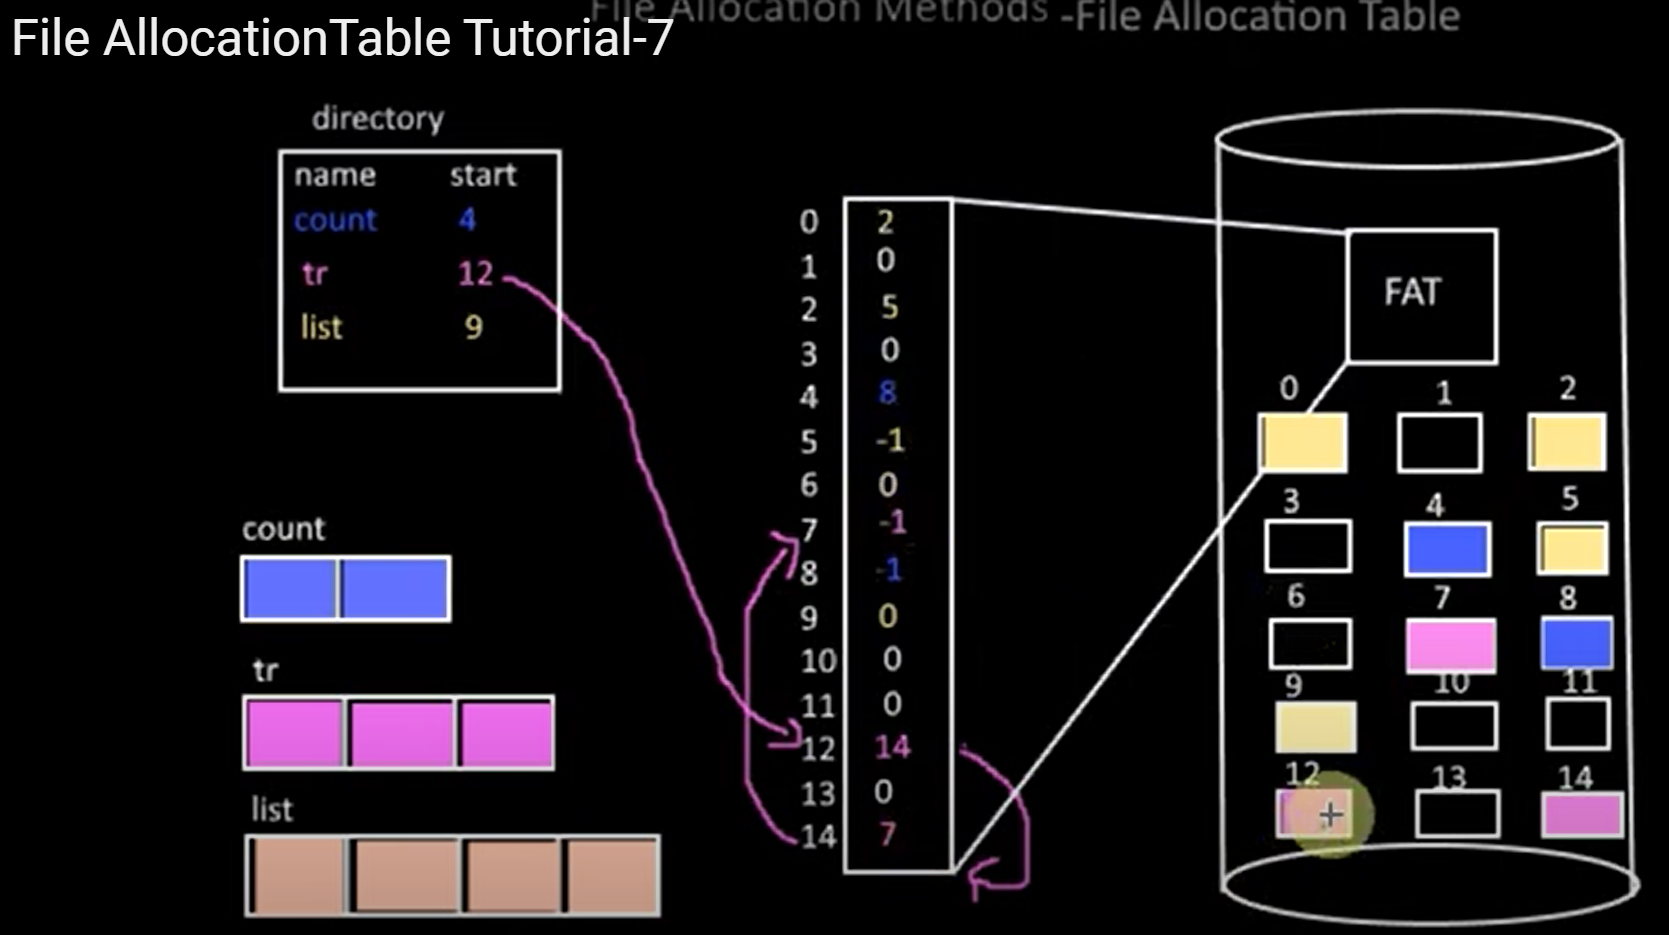 File Allocation Methods -File Allocation Table
File AllocationTable Tutorial-7
directory
name start
count 4
tr 12
list 9
count
tr
list
0 2
1 0
2 5
3 0
4 8
5 -1
6 0
7 -1
8 -1
9 0
10 0
11 0
12 14
13 0
14 7
FAT
0 1 2
3 4 5
6 7 8
9 10 11
12 13 14